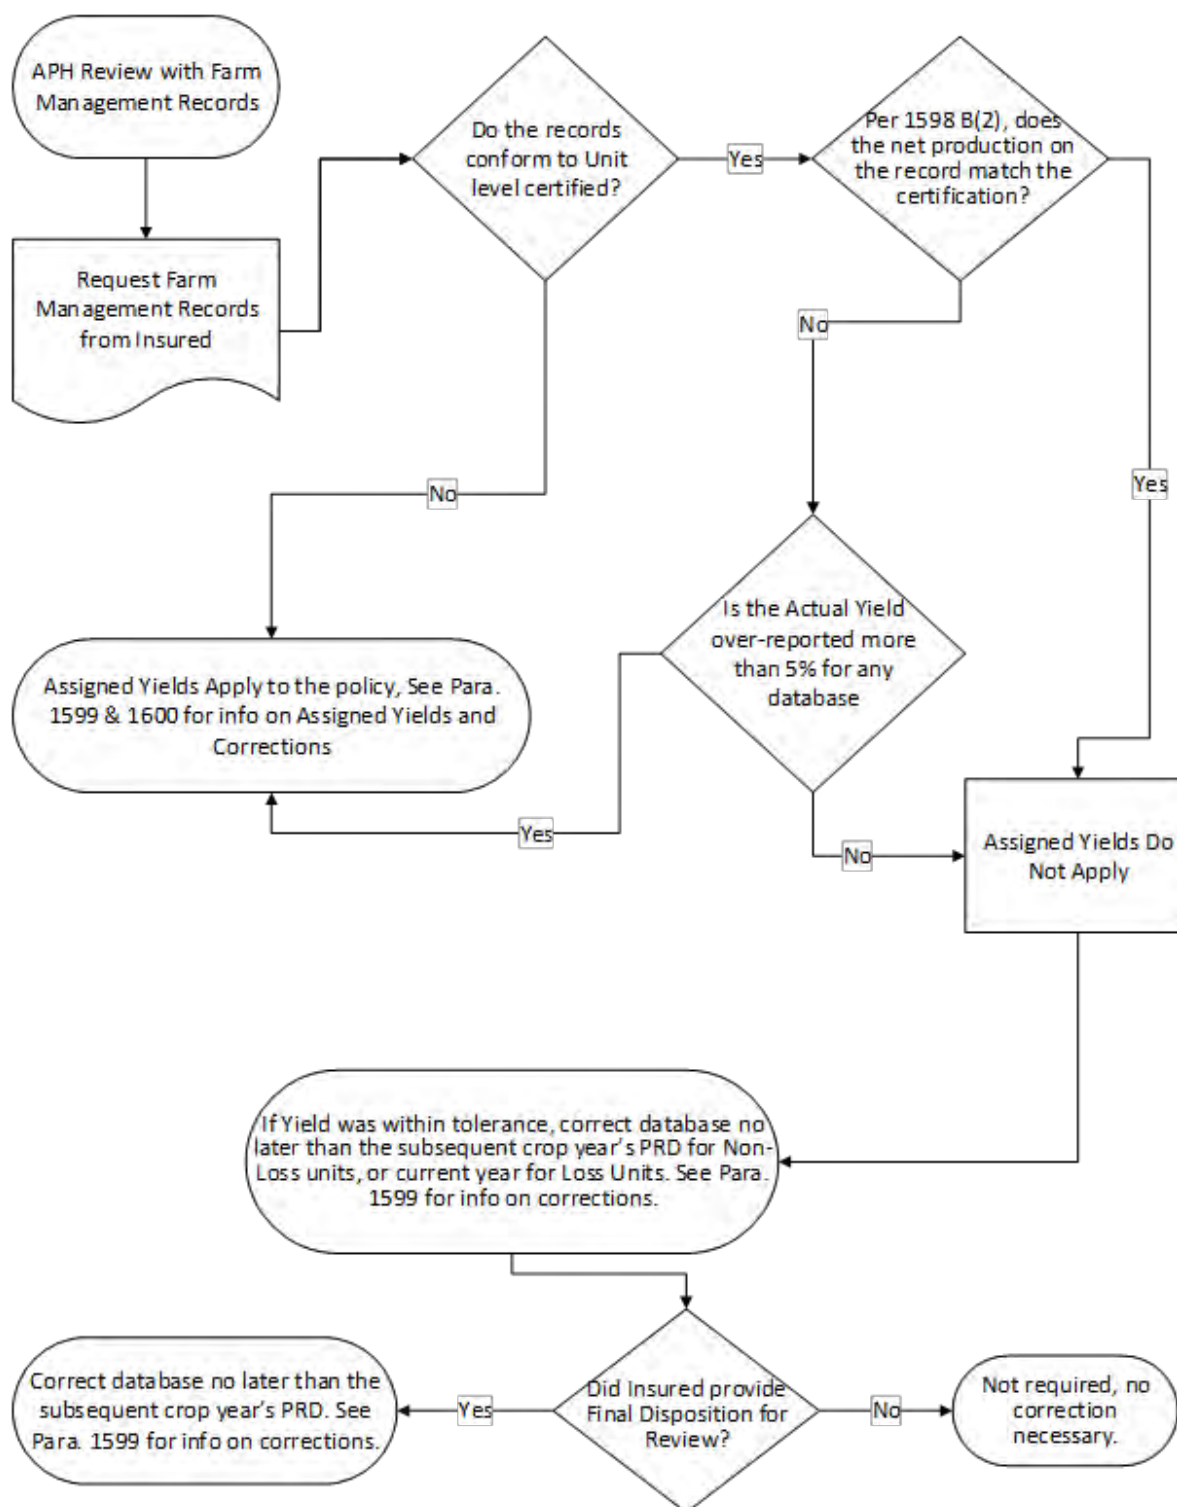 APH Review with Farm
Management Records
Request Farm
Management Records
from Insured
Do the records
conform to Unit
level certified?
Yes
Per 1598 B(2), does
the net production on
the record match the
certification?
No
No
Yes
Is the Actual Yield
over-reported more
than 5% for any
database
Assigned Yields Apply to the policy, See Para.
1599 & 1600 for info on Assigned Yields and
Corrections
Yes
No
Assigned Yields Do
Not Apply
If Yield was within tolerance, correct database no
later than the subsequent crop year's PRD for Non-
Loss units, or current year for Loss Units. See Para.
1599 for info on corrections.
Correct database no later than the
subsequent crop year's PRD. See
Para. 1599 for info on corrections.
Yes
Did Insured provide
Final Disposition for
Review?
No
Not required, no
correction
necessary.